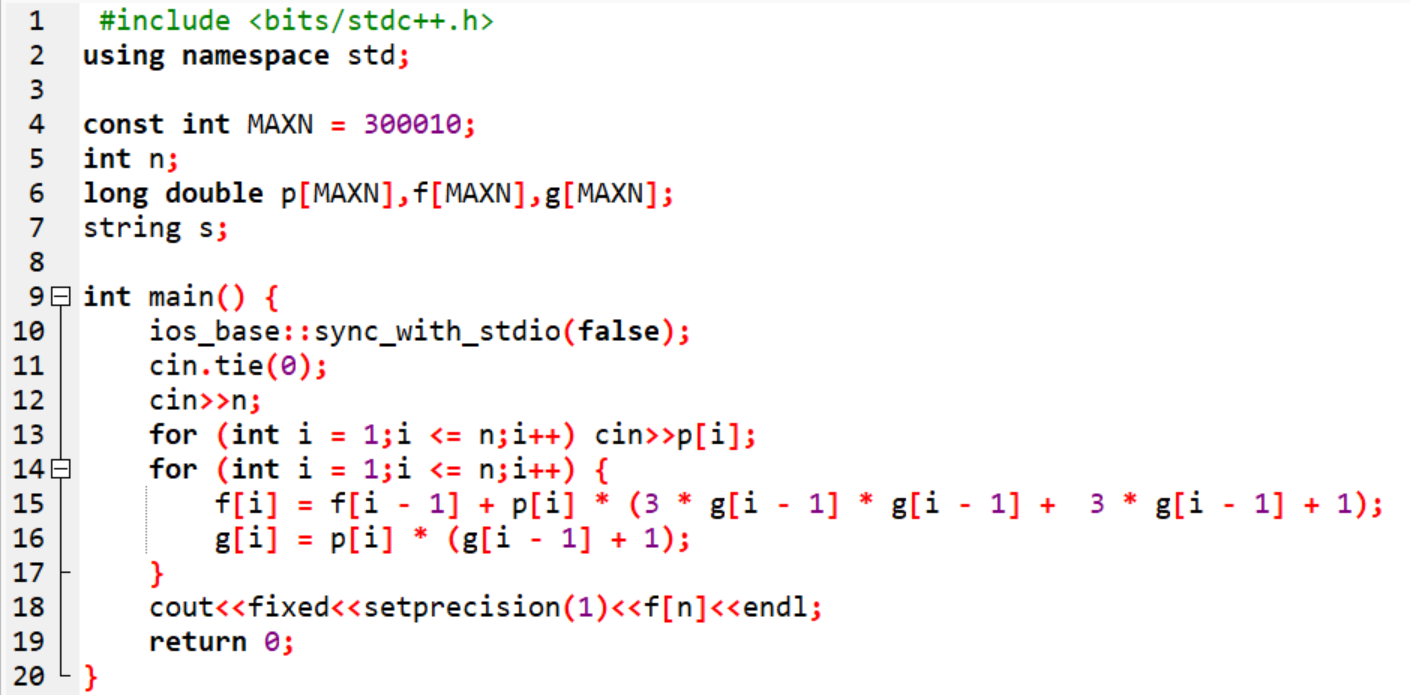 1 #include <bits/stdc++.h>
2 using namespace std;
3
4 const int MAXN = 300010;
5 int n;
6 long double p[MAXN],f[MAXN],g[MAXN];
7 string s;
8
9 int main() {
10 ios_base::sync_with_stdio(false);
11 cin.tie(0);
12 cin>>n;
13 for (int i = 1;i <= n;i++) cin>>p[i];
14 for (int i = 1;i <= n;i++) {
15 f[i] = f[i - 1] + p[i] * (3 * g[i - 1] * g[i - 1] +  3 * g[i - 1] + 1);
16 g[i] = p[i] * (g[i - 1] + 1);
17 }
18 cout<<fixed<<setprecision(1)<<f[n]<<endl;
19 return 0;
20 }